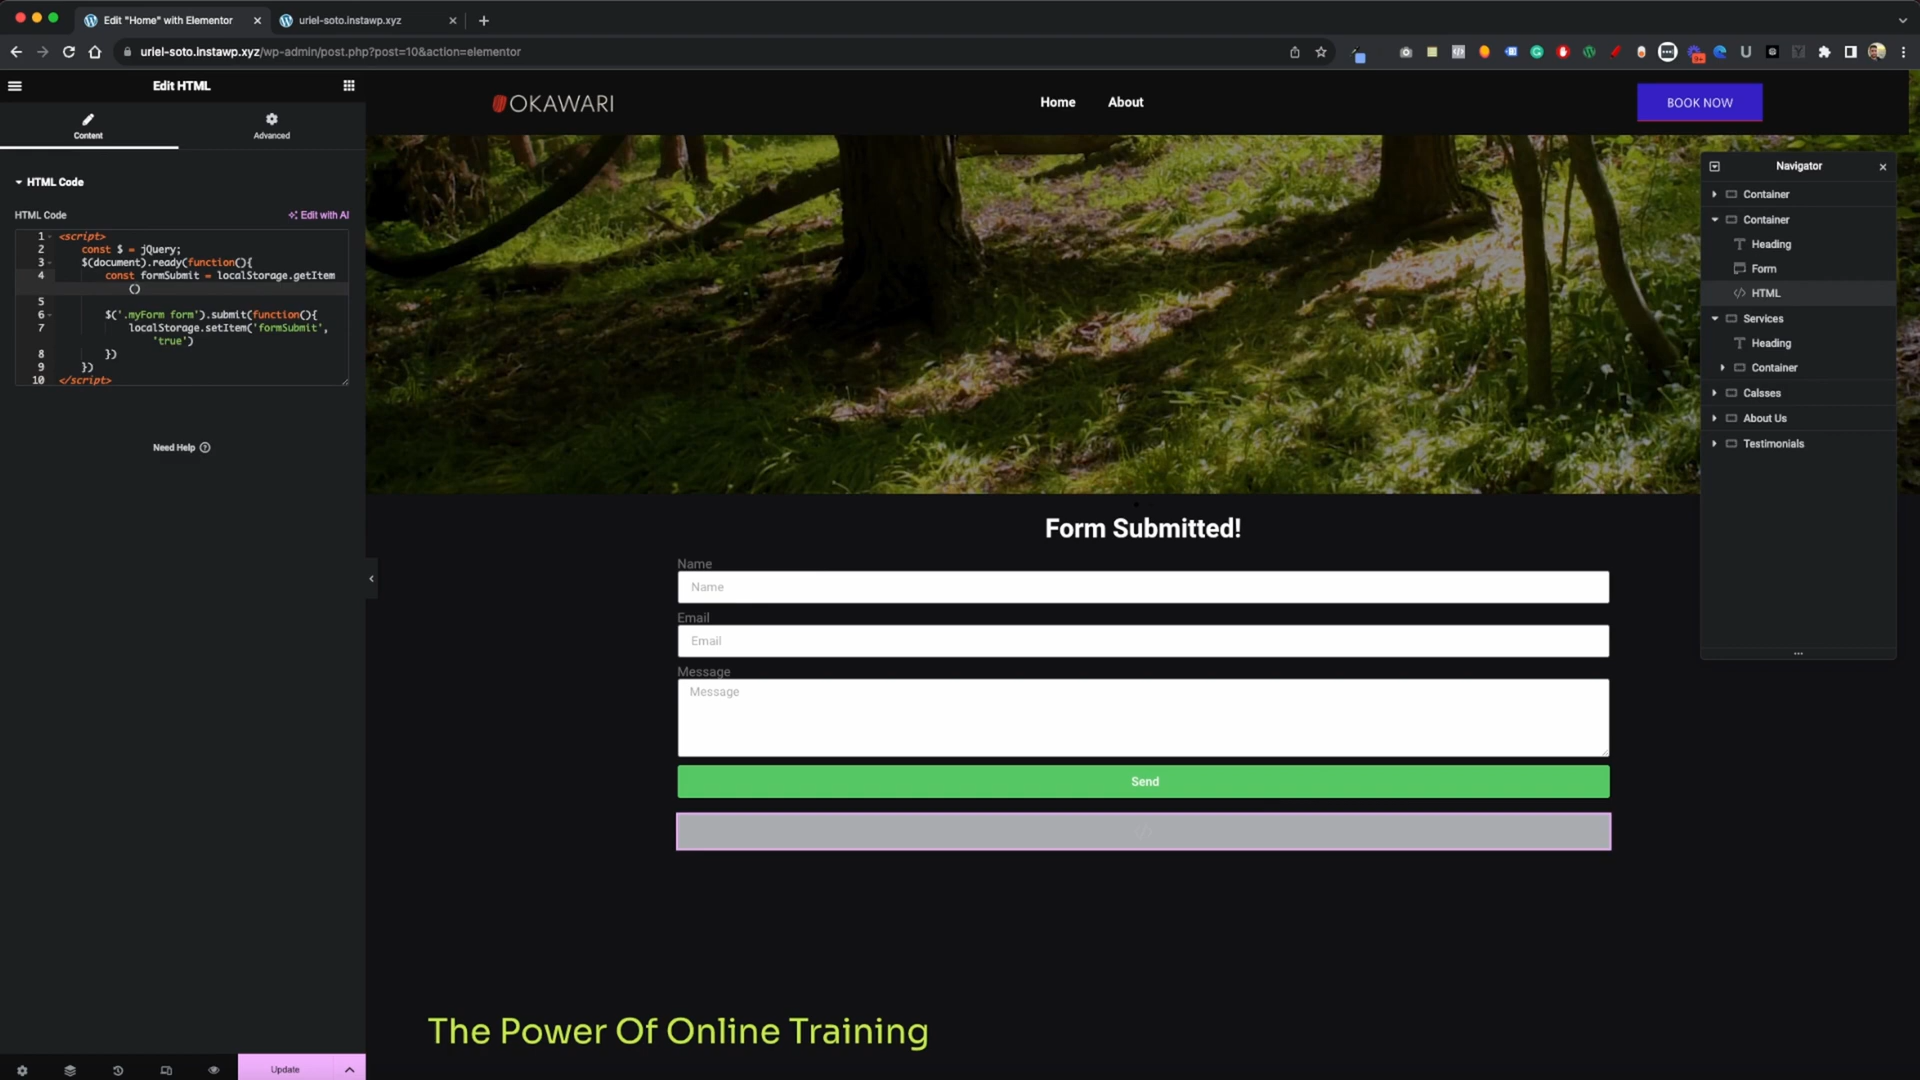 Edit "Home" with Elementor
uriel-soto.instawp.xyz
uriel-soto.instawp.xyz/wp-admin/post.php?post=10&action=elementor
9+
Edit HTML
Content
Advanced
HTML Code
HTML Code
Edit with AI
1 <script>
2 const $ = jQuery;
3 $(document).ready(function(){
4 const formSubmit = localStorage.getItem
()
5
6 $('.myForm form').submit(function(){
7 localStorage.setItem('formSubmit',
'true')
8 })
9 })
10 </script>
Need Help
Update
OKAWARI
Home
About
BOOK NOW
Form Submitted!
Name
Name
Email
Email
Message
Message
Send
The Power Of Online Training
Navigator
Container
Container
Heading
Form
HTML
Services
Heading
Container
Calsses
About Us
Testimonials